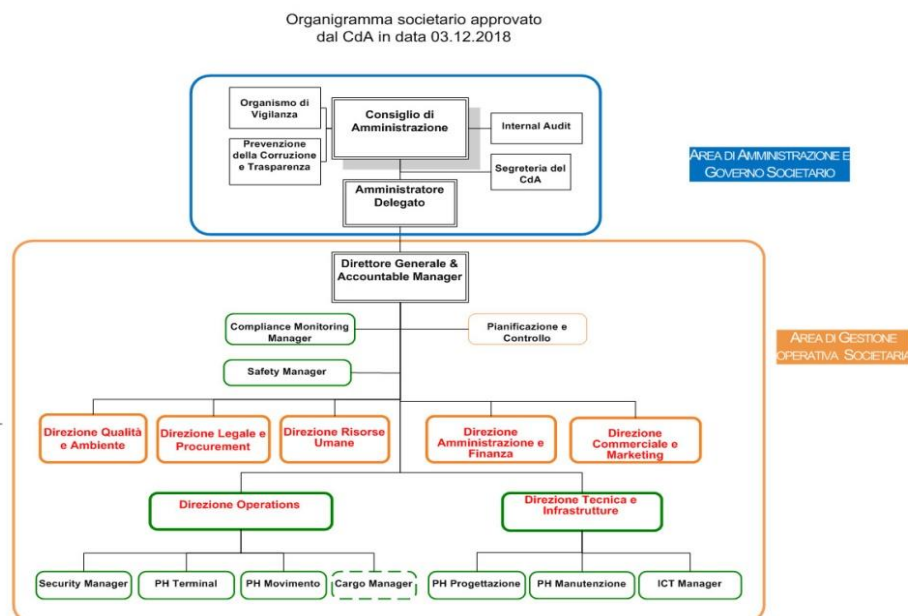 Organigramma societario approvato
dal CdA in data 03.12.2018
Organismo di
Vigilanza
Consiglio di
Amministrazione
Internal Audit
Prevenzione
della Corruzione
e Trasparenza
Segreteria del
CdA
AREA DI AMMINISTRAZIONE E
GOVERNO SOCIETARIO
Amministratore
Delegato
Direttore Generale &
Accountable Manager
Compliance Monitoring
Manager
Pianificazione e
Controllo
AREA DI GESTIONE
OPERATIVA SOCIETARIA
Safety Manager
Direzione Qualità
e Ambiente
Direzione Legale e
Procurement
Direzione Risorse
Umane
Direzione
Amministrazione e
Finanza
Direzione
Commerciale e
Marketing
Direzione Operations
Direzione Tecnica e
Infrastrutture
Security Manager
PH Terminal
PH Movimento
Cargo Manager
PH Progettazione
PH Manutenzione
ICT Manager